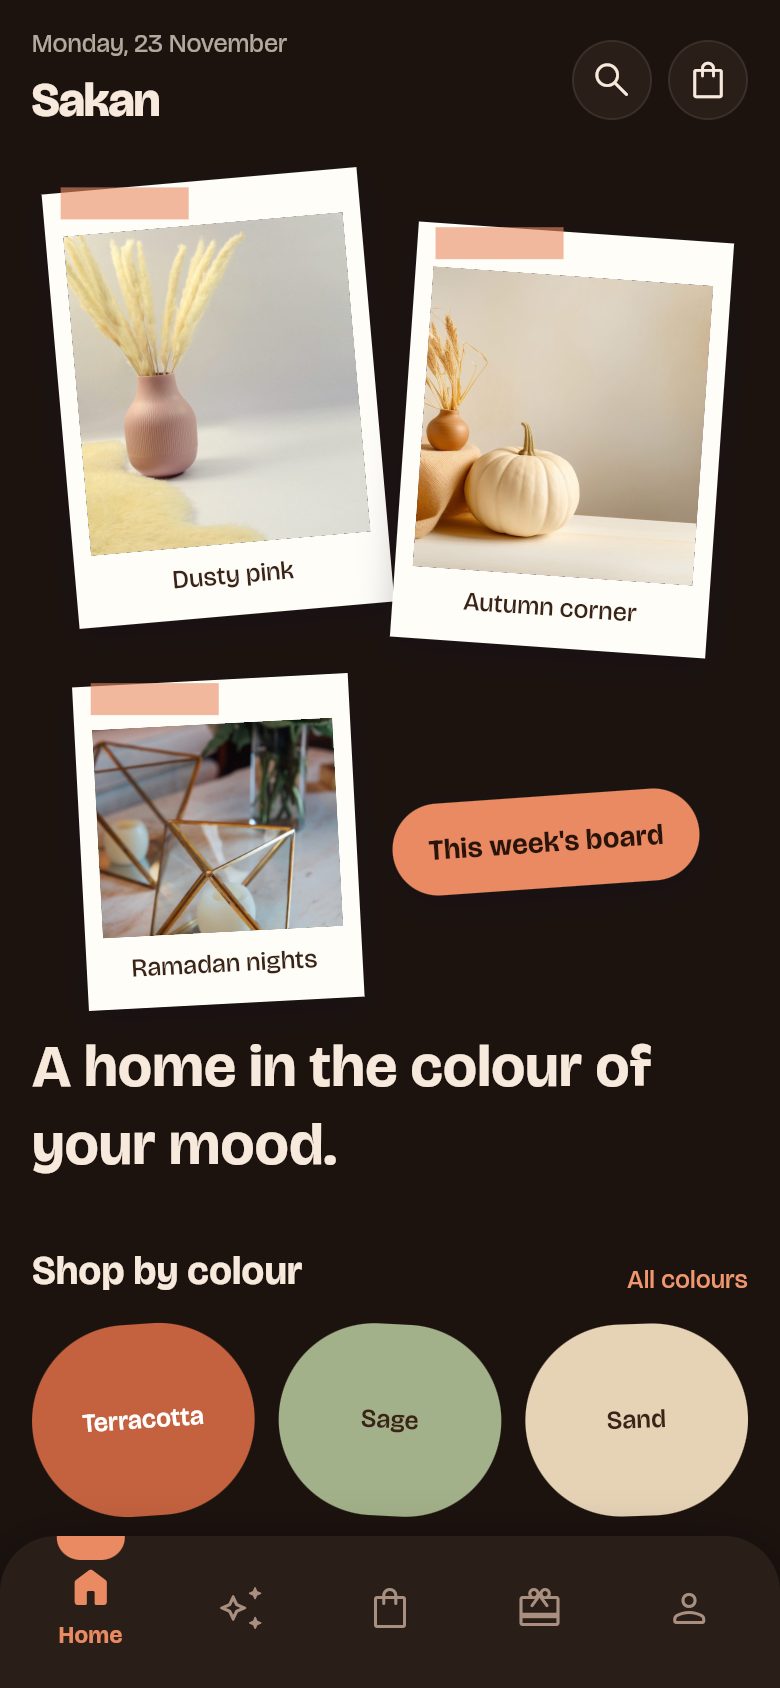 Monday, 23 November
Sakan
Dusty pink
Autumn corner
Ramadan nights
This week's board
A home in the colour of
your mood.
Shop by colour
All colours
Terracotta
Sage
Sand
Home